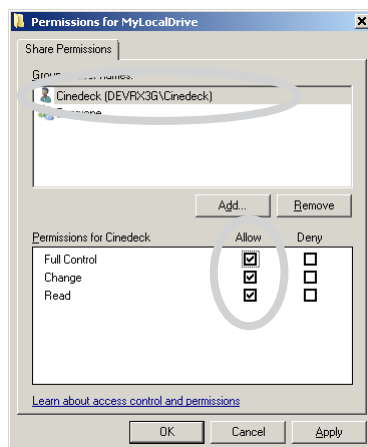 Permissions for MyLocalDrive
Share Permissions
Cinedeck (DEVRX3G\Cinedeck)
Everyone
Add... Remove
Permissions for Cinedeck Allow Deny
Full Control
Change
Read
Learn about access control and permissions
OK Cancel Apply